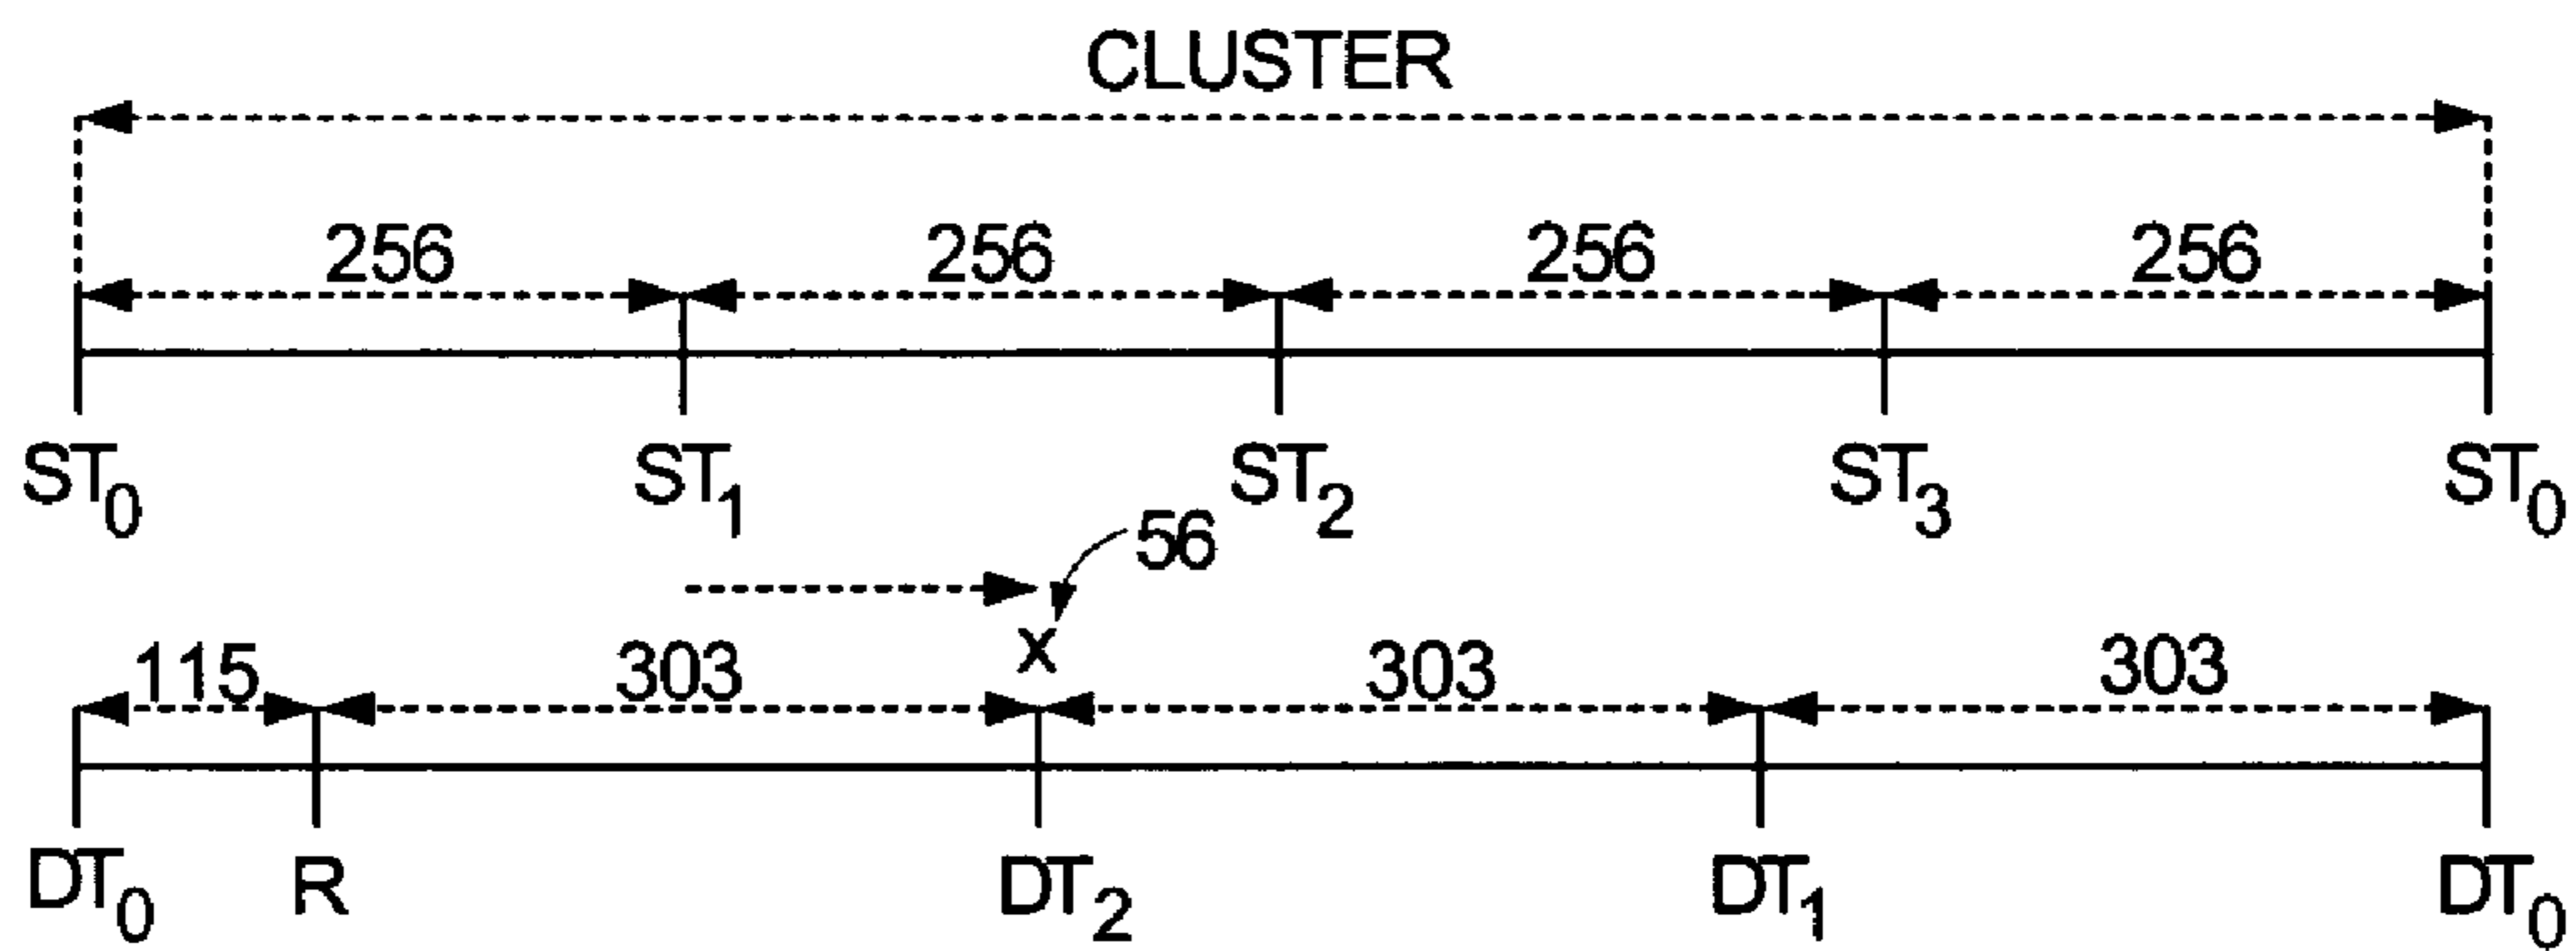 CLUSTER
256 256 256 256
ST0 ST1 ST2 ST3 ST0
56
x
115 303 303 303
DT0 R DT2 DT1 DT0